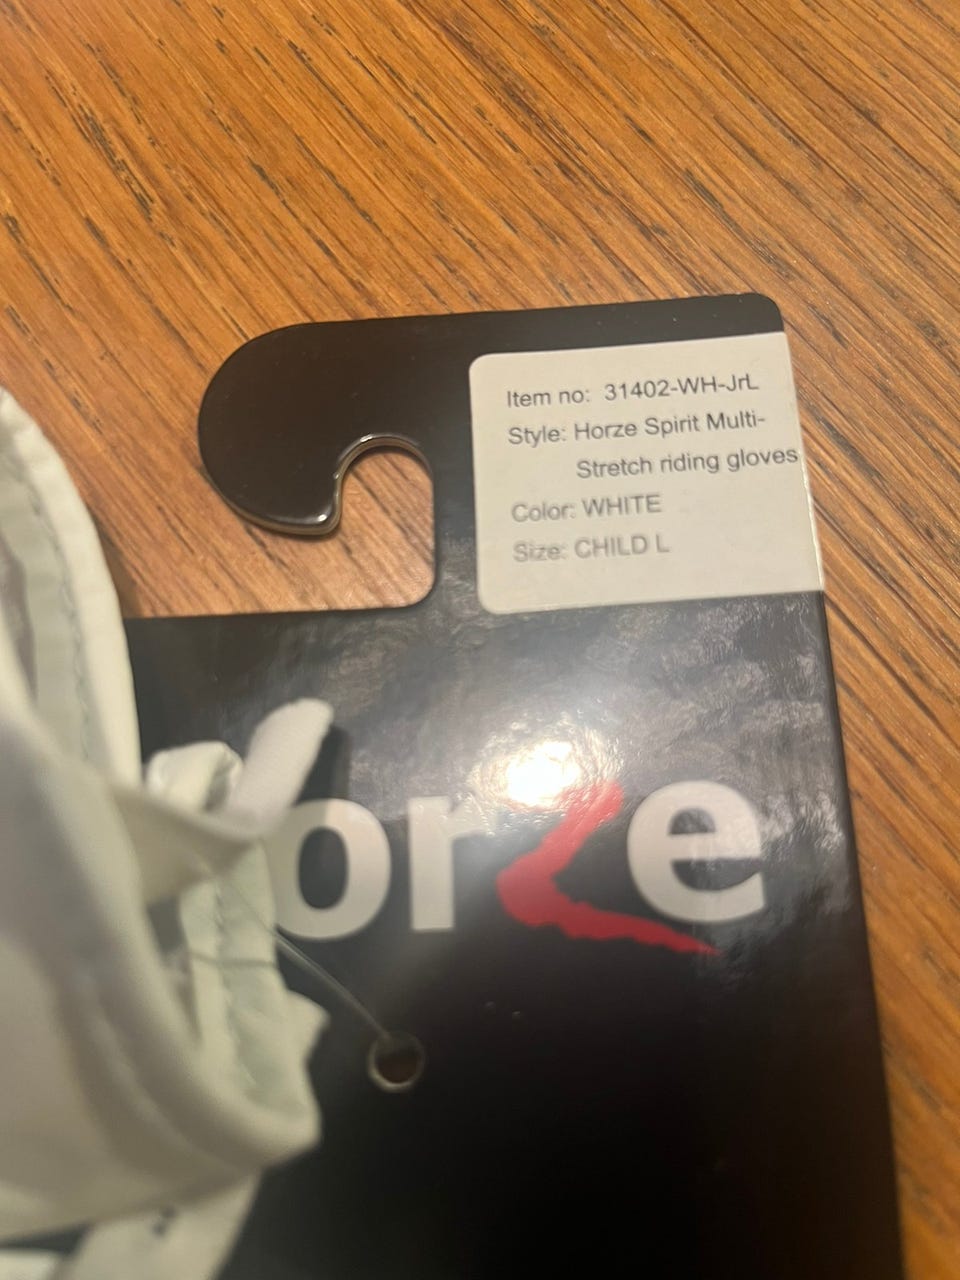 Item no: 31402-WH-JrL
Style: Horze Spirit Multi-
Stretch riding gloves
Color: WHITE
Size: CHILD L
orze